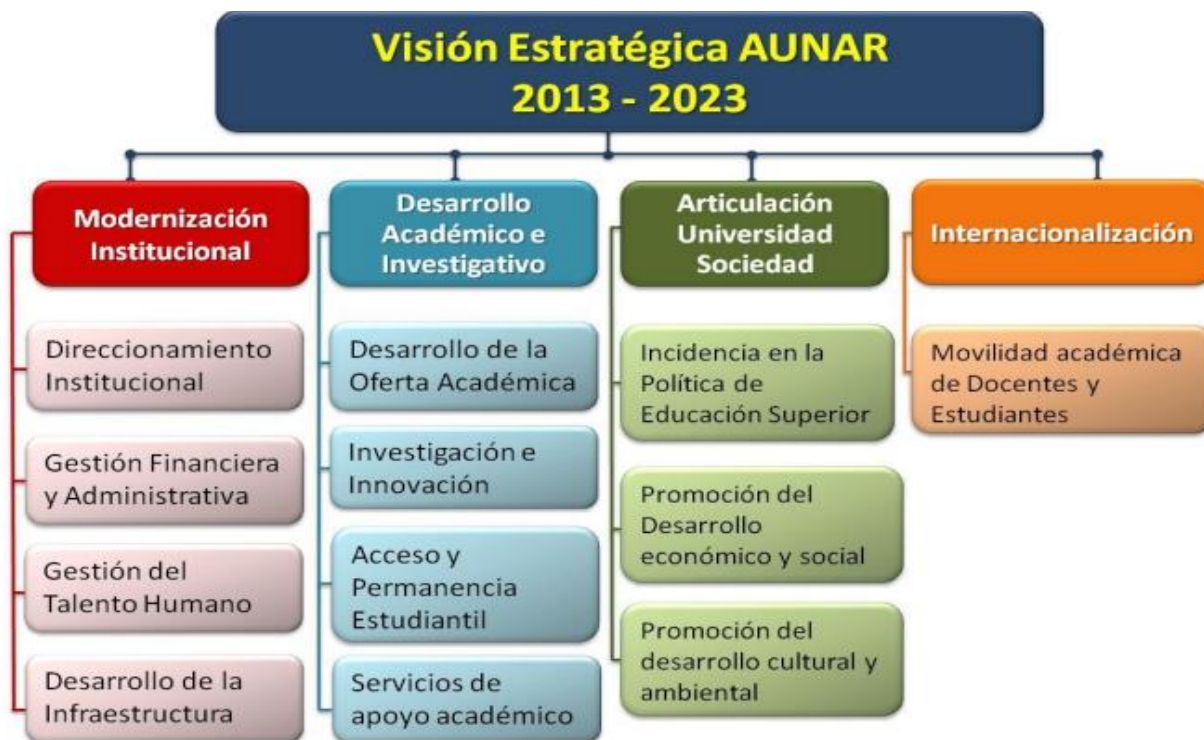 Visión Estratégica AUNAR
2013 - 2023
Modernización
Institucional
Direccionamiento
Institucional
Gestión Financiera
y Administrativa
Gestión del
Talento Humano
Desarrollo de la
Infraestructura
Desarrollo
Académico e
Investigativo
Desarrollo de la
Oferta Académica
Investigación e
Innovación
Acceso y
Permanencia
Estudiantil
Servicios de
apoyo académico
Articulación
Universidad
Sociedad
Incidencia en la
Política de
Educación Superior
Promoción del
Desarrollo
económico y social
Promoción del
desarrollo cultural y
ambiental
Internacionalización
Movilidad académica
de Docentes y
Estudiantes